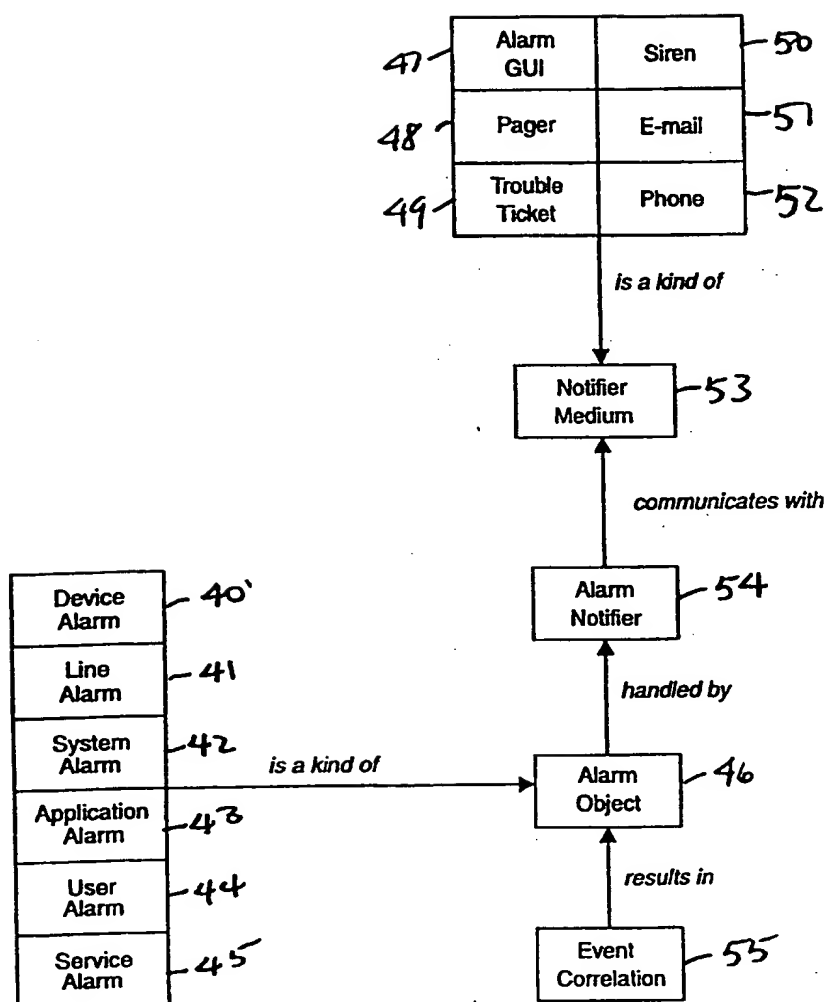 47 Alarm GUI Siren 50
48 Pager E-mail 51
49 Trouble Ticket Phone 52
is a kind of
Notifier Medium 53
communicates with
Device Alarm 40
Alarm Notifier 54
Line Alarm 41
handled by
System Alarm 42
is a kind of
Alarm Object 46
Application Alarm 43
User Alarm 44
results in
Service Alarm 45
Event Correlation 55